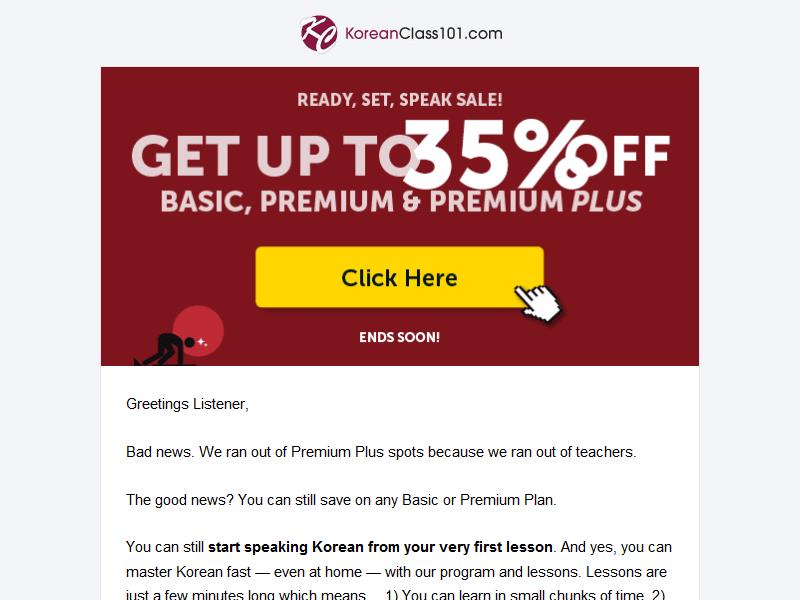 KoreanClass101.com
READY, SET, SPEAK SALE!
GET UP TO 35% OFF
BASIC, PREMIUM & PREMIUM PLUS
Click Here
ENDS SOON!
Greetings Listener,
Bad news. We ran out of Premium Plus spots because we ran out of teachers.
The good news? You can still save on any Basic or Premium Plan.
You can still start speaking Korean from your very first lesson. And yes, you can
master Korean fast — even at home — with our program and lessons. Lessons are
just a few minutes long which means... 1) You can learn in small chunks of time. 2)